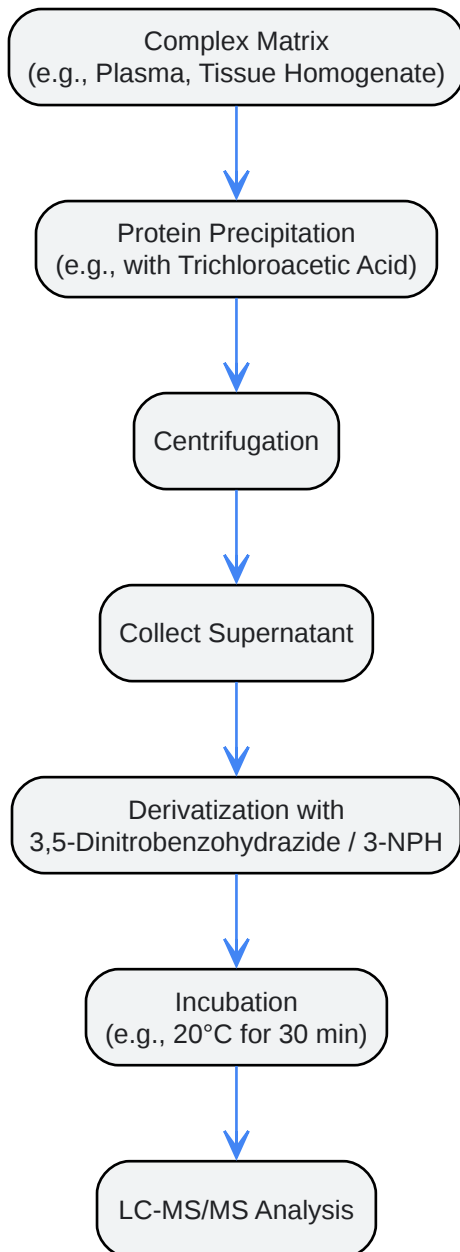 Complex Matrix
(e.g., Plasma, Tissue Homogenate)
Protein Precipitation
(e.g., with Trichloroacetic Acid)
Centrifugation
Collect Supernatant
Derivatization with
3,5-Dinitrobenzohydrazide / 3-NPH
Incubation
(e.g., 20°C for 30 min)
LC-MS/MS Analysis